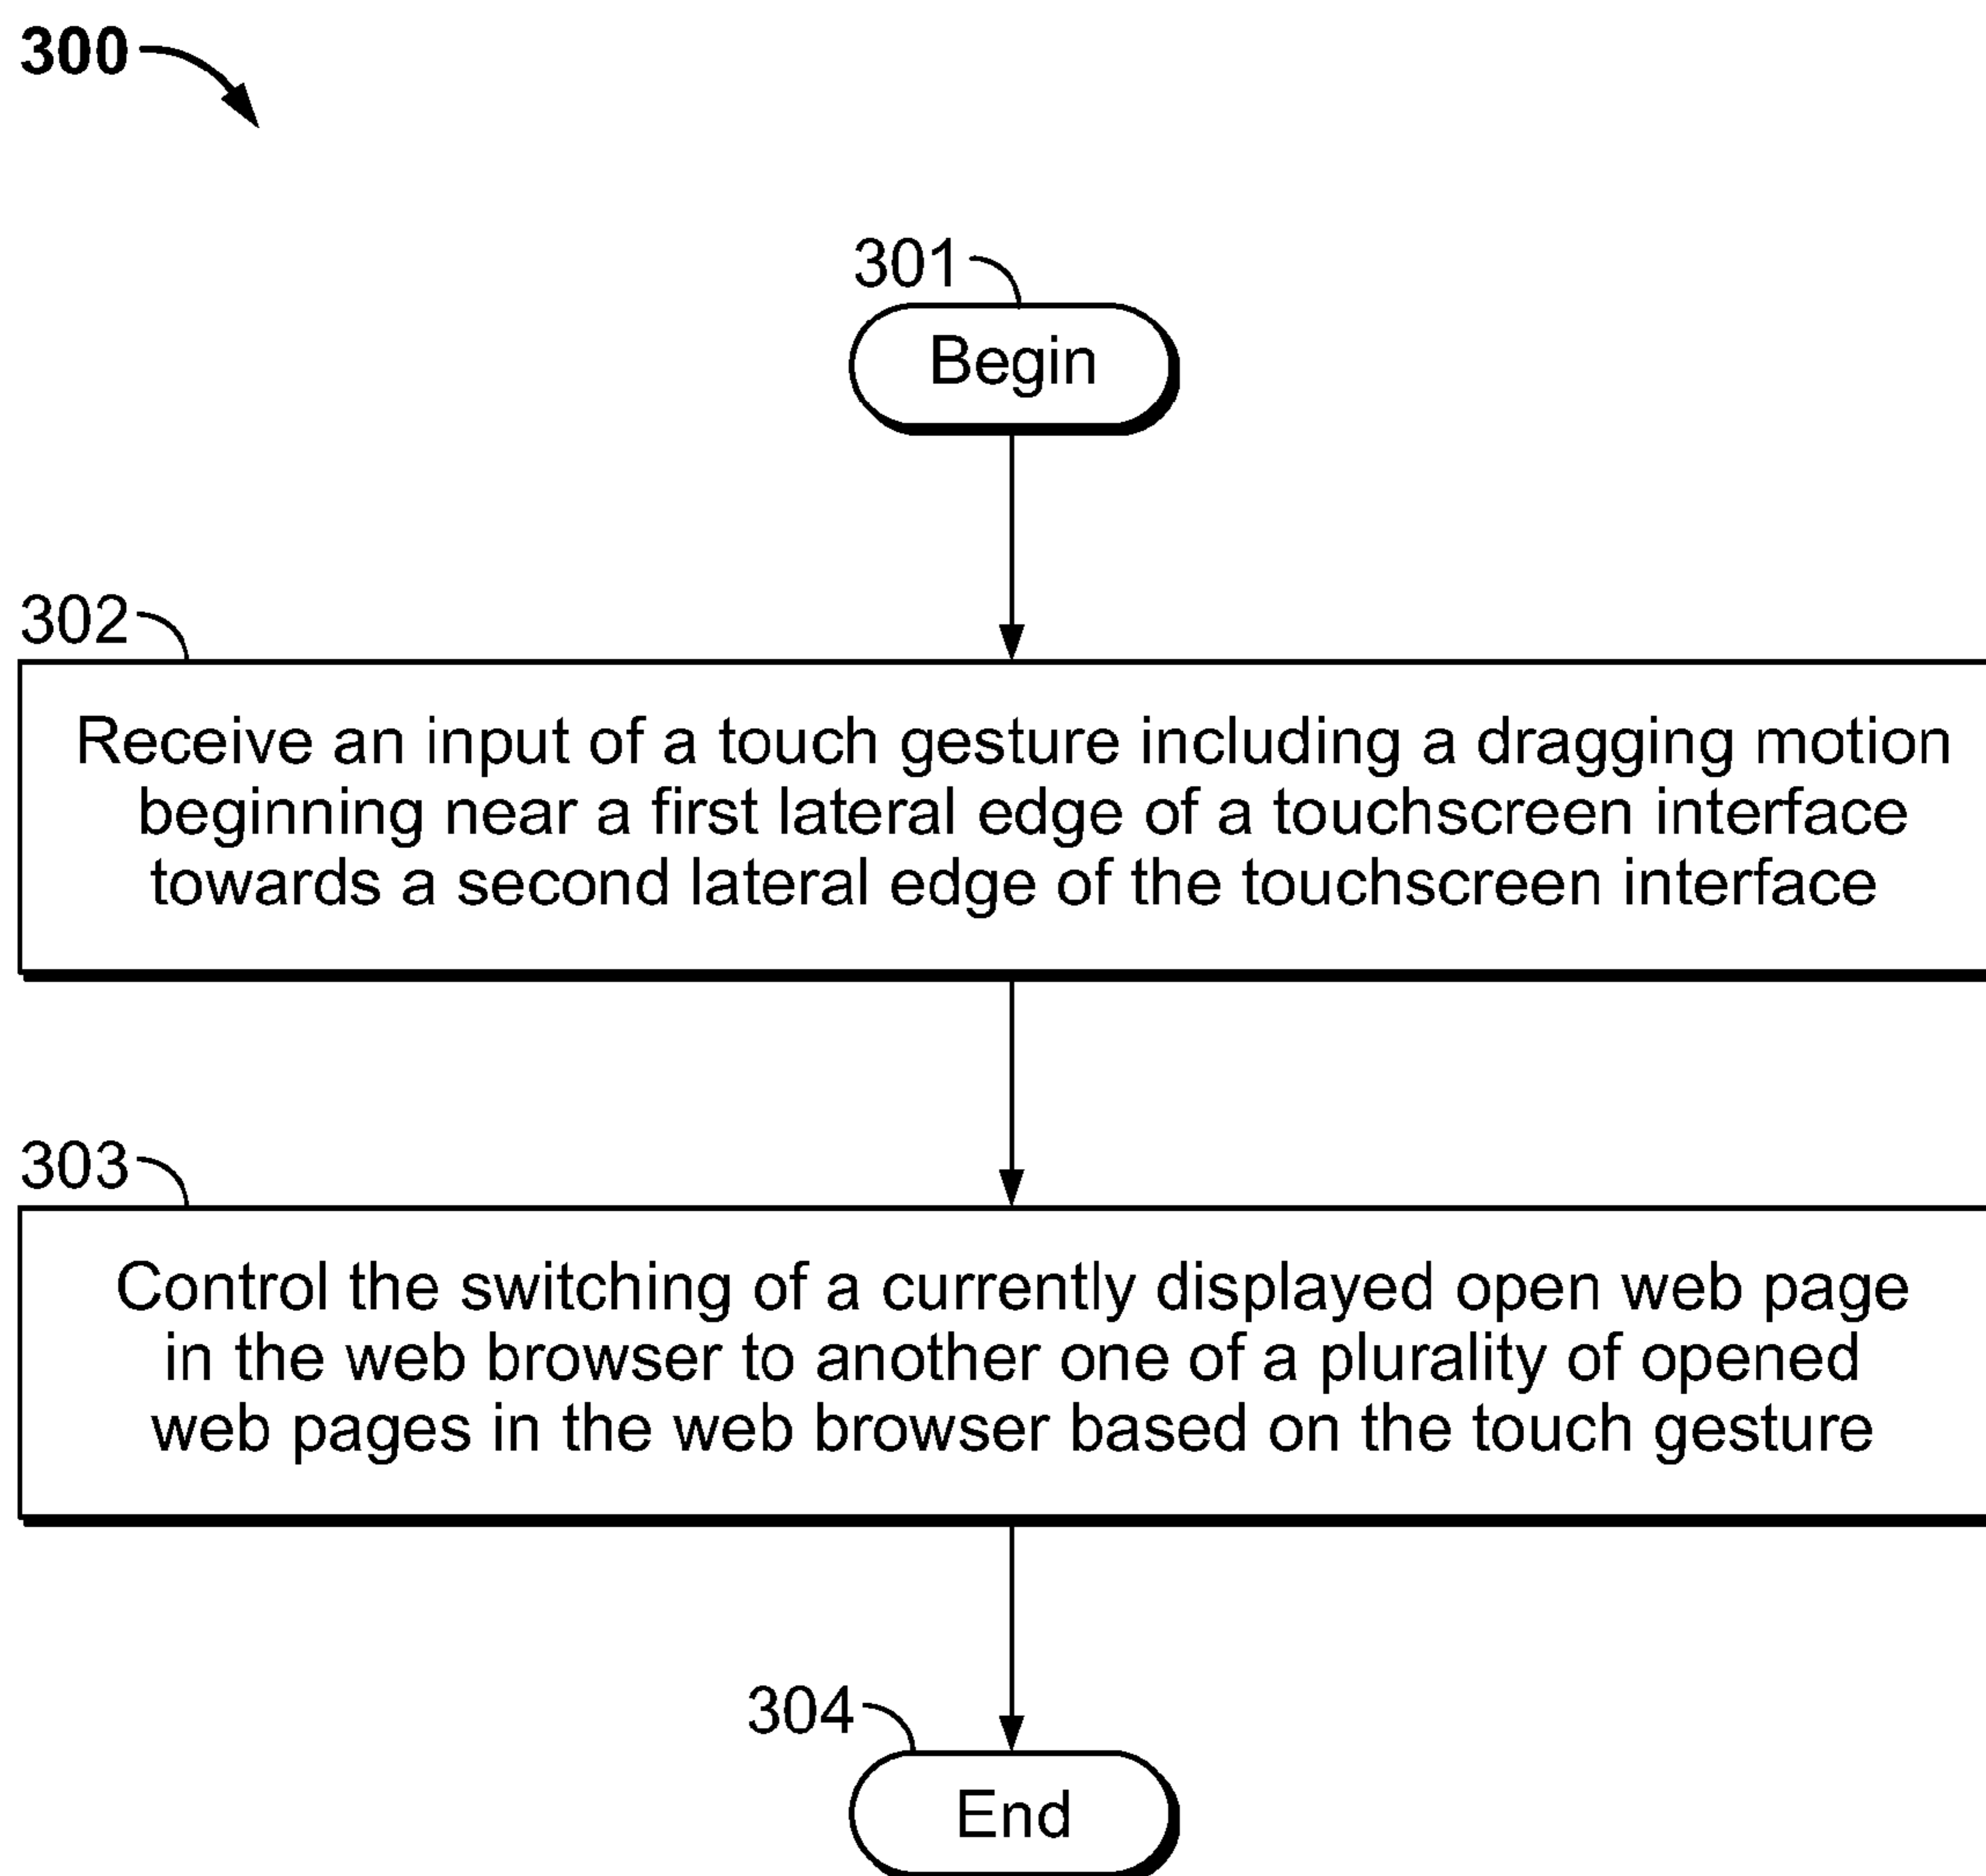 300
301
Begin
302
Receive an input of a touch gesture including a dragging motion
beginning near a first lateral edge of a touchscreen interface
towards a second lateral edge of the touchscreen interface
303
Control the switching of a currently displayed open web page
in the web browser to another one of a plurality of opened
web pages in the web browser based on the touch gesture
304
End